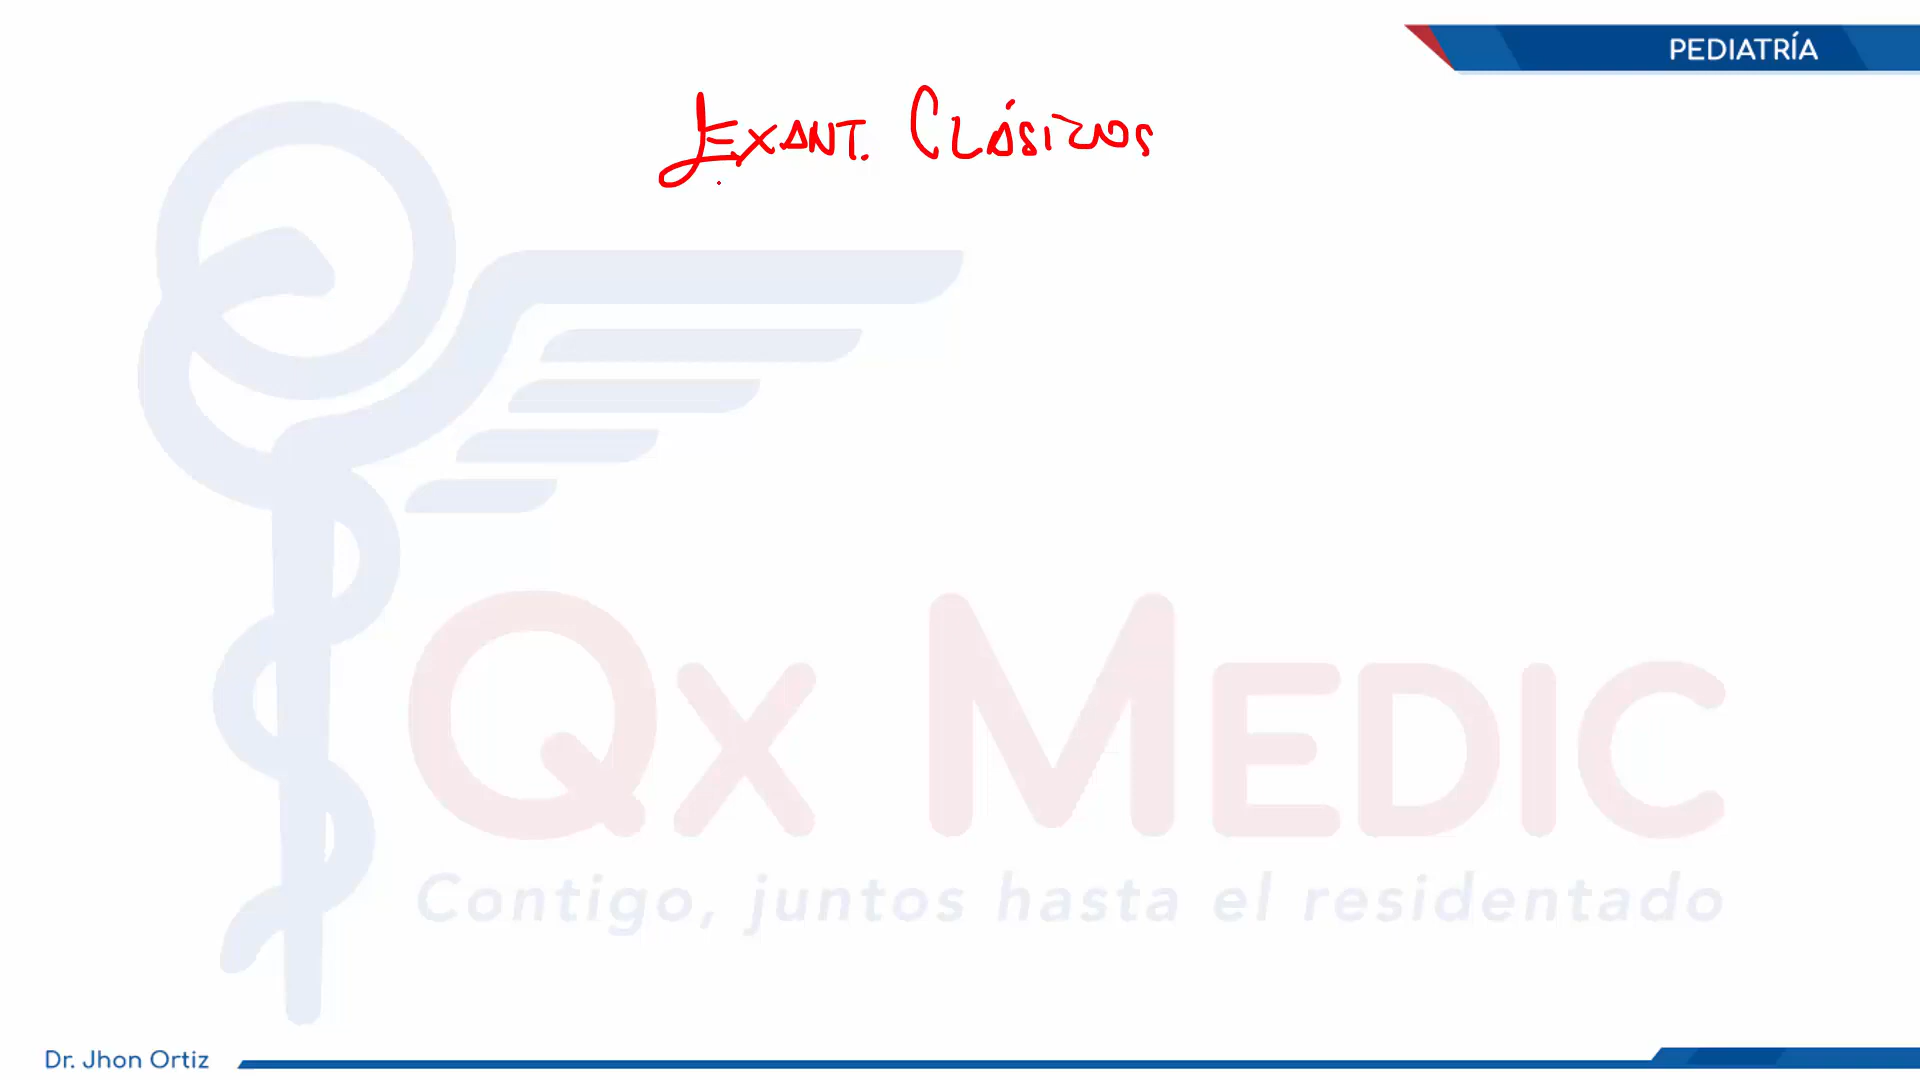 PEDIATRÍA
EXANT. CLÁSICOS
QX MEDIC
Contigo, juntos hasta el residentado
Dr. Jhon Ortiz